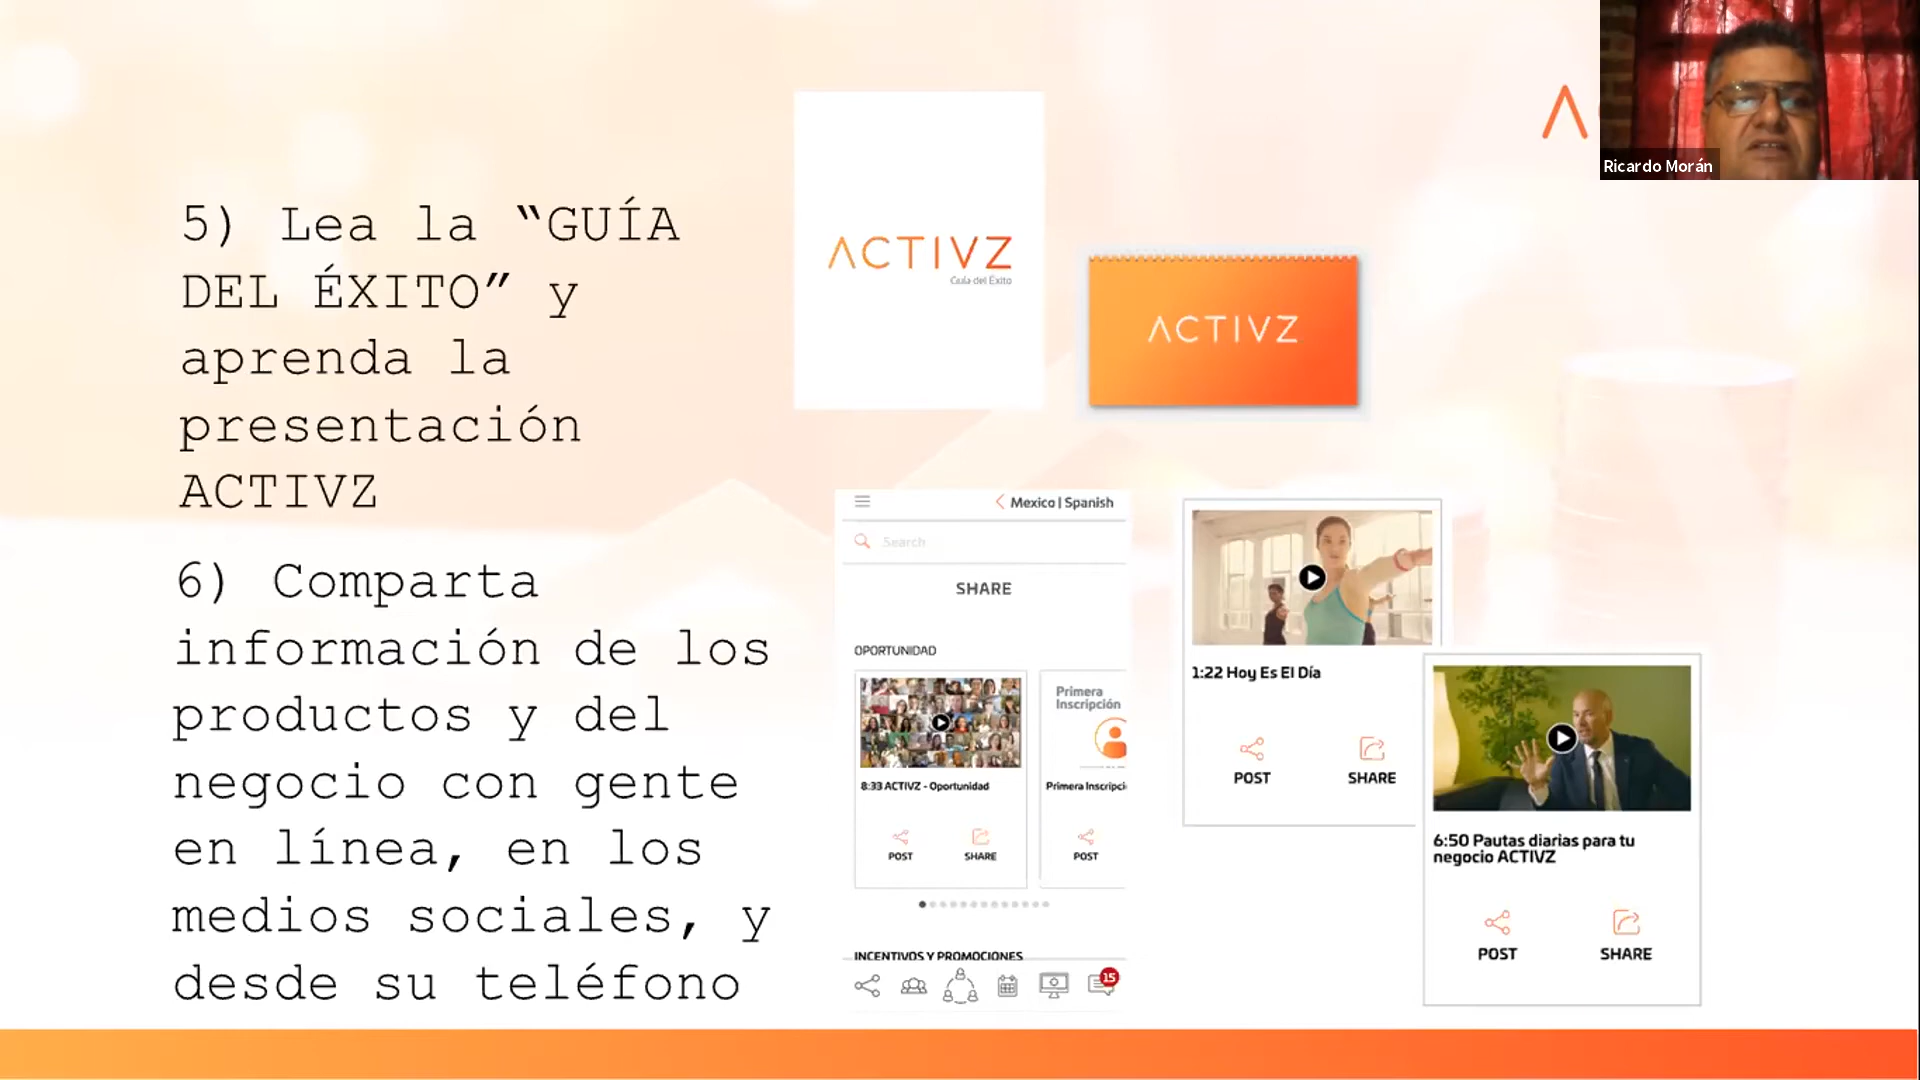 5) Lea la “GUÍA
DEL ÉXITO” y
aprenda la
presentación
ACTIVZ
6) Comparta
información de los
productos y del
negocio con gente
en línea, en los
medios sociales, y
desde su teléfono
ACTIVZ
Guía del Éxito
ACTIVZ
Ricardo Morán
Mexico | Spanish
Search
SHARE
OPORTUNIDAD
8:33 ACTIVZ - Oportunidad
POST SHARE
Primera
Inscripción
Primera Inscripci
POST
INCENTIVOS Y PROMOCIONES
15
1:22 Hoy Es El Día
POST SHARE
6:50 Pautas diarias para tu
negocio ACTIVZ
POST SHARE